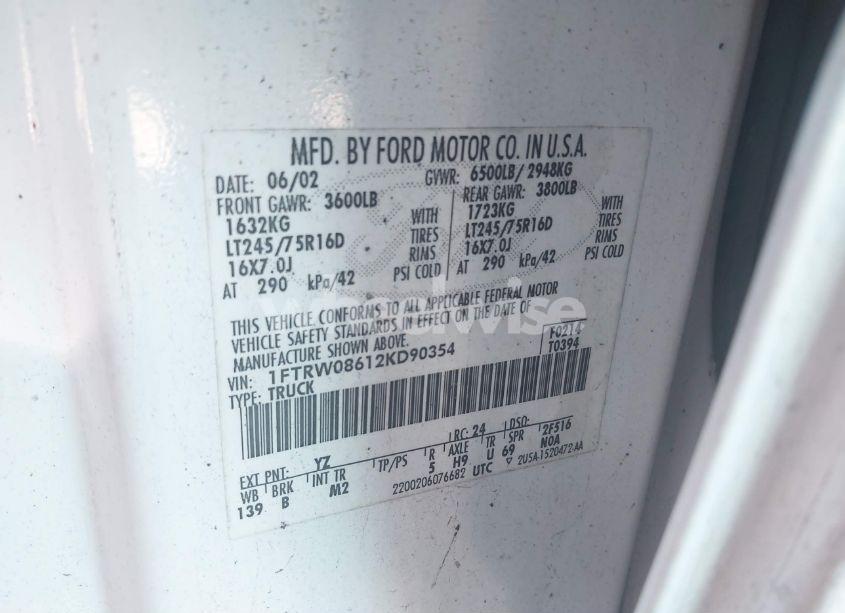 MFD. BY FORD MOTOR CO. IN U.S.A.
DATE: 06/02 GVWR: 6500LB/ 2948KG
FRONT GAWR: 3600LB REAR GAWR: 3800LB
1632KG WITH 1723KG WITH
LT245/75R16D TIRES LT245/75R16D TIRES
16X7.0J RIMS 16X7.0J RIMS
AT 290 kPa/42 PSI COLD AT 290 kPa/42 PSI COLD
THIS VEHICLE CONFORMS TO ALL APPLICABLE FEDERAL MOTOR
VEHICLE SAFETY STANDARDS IN EFFECT ON THE DATE OF
MANUFACTURE SHOWN ABOVE.
F0214
T0394
VIN: 1FTRW08612KD90354
TYPE: TRUCK
EXT PNT: YZ RC: 24 DSO: 2F516
WB BRK INT TR TP/PS R AXLE TR SPR N0A
139 B M2 5 H9 U 69
2200206076682 UTC ▽ 2U5A-1520472-AA
wheelwise